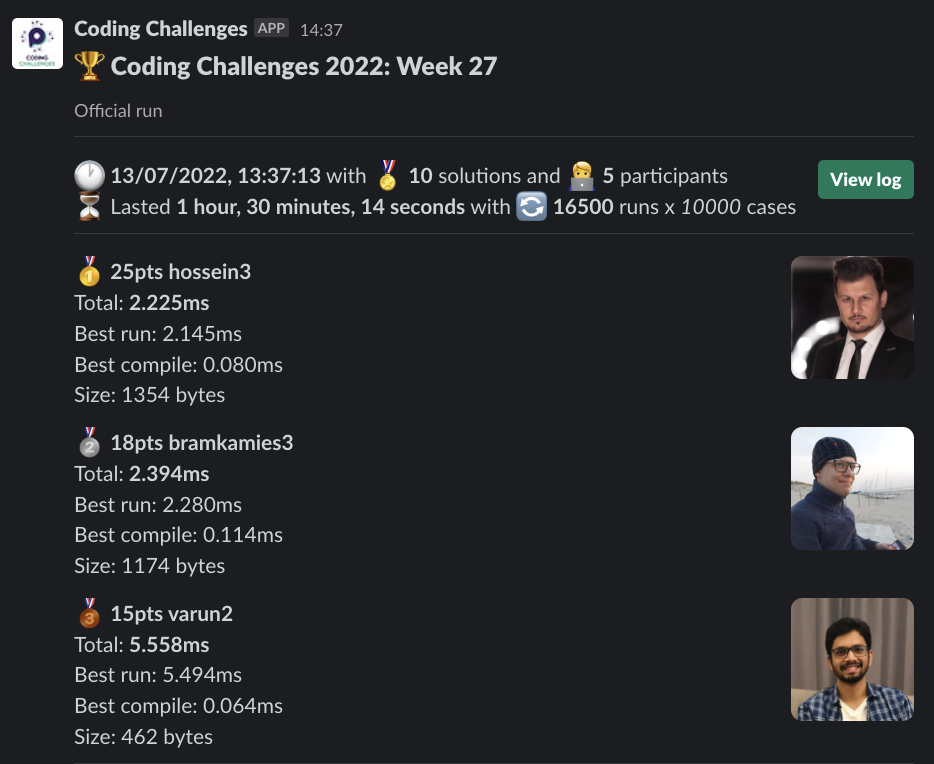 Coding Challenges APP 14:37
Coding Challenges 2022: Week 27
Official run
13/07/2022, 13:37:13 with 10 solutions and 5 participants
Lasted 1 hour, 30 minutes, 14 seconds with 16500 runs x 10000 cases
View log
25pts hossein3
Total: 2.225ms
Best run: 2.145ms
Best compile: 0.080ms
Size: 1354 bytes
18pts bramkamies3
Total: 2.394ms
Best run: 2.280ms
Best compile: 0.114ms
Size: 1174 bytes
15pts varun2
Total: 5.558ms
Best run: 5.494ms
Best compile: 0.064ms
Size: 462 bytes
CODING
CHALLENGES
1
2
3